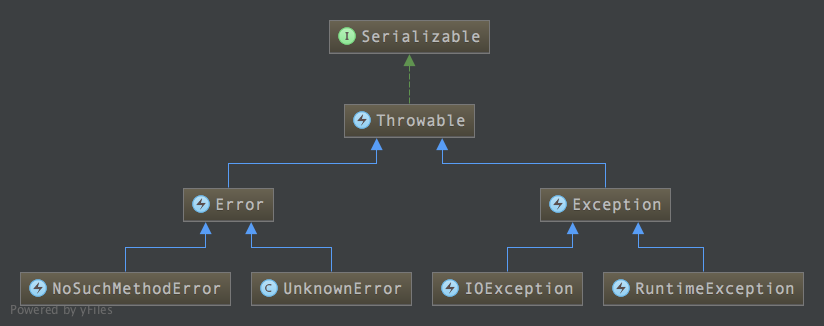 I Serializable
Throwable
Error
Exception
NoSuchMethodError
C UnknownError
IOException
RuntimeException
Powered by yFiles